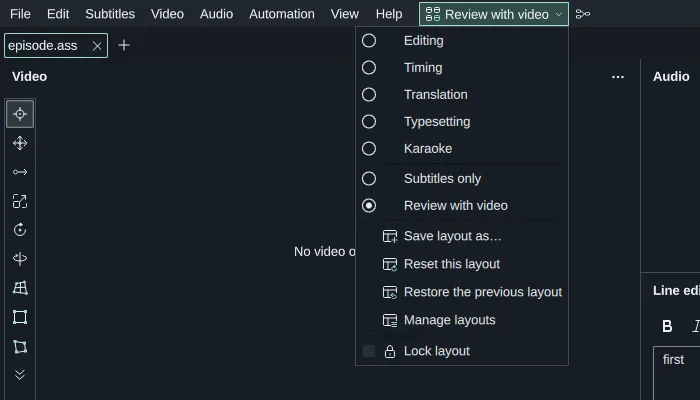 File Edit Subtitles Video Audio Automation View Help Review with video
episode.ass
Video
Audio
Editing
Timing
Translation
Typesetting
Karaoke
Subtitles only
Review with video
Save layout as…
Reset this layout
Restore the previous layout
Manage layouts
Lock layout
No video o
Line edi
B I
first